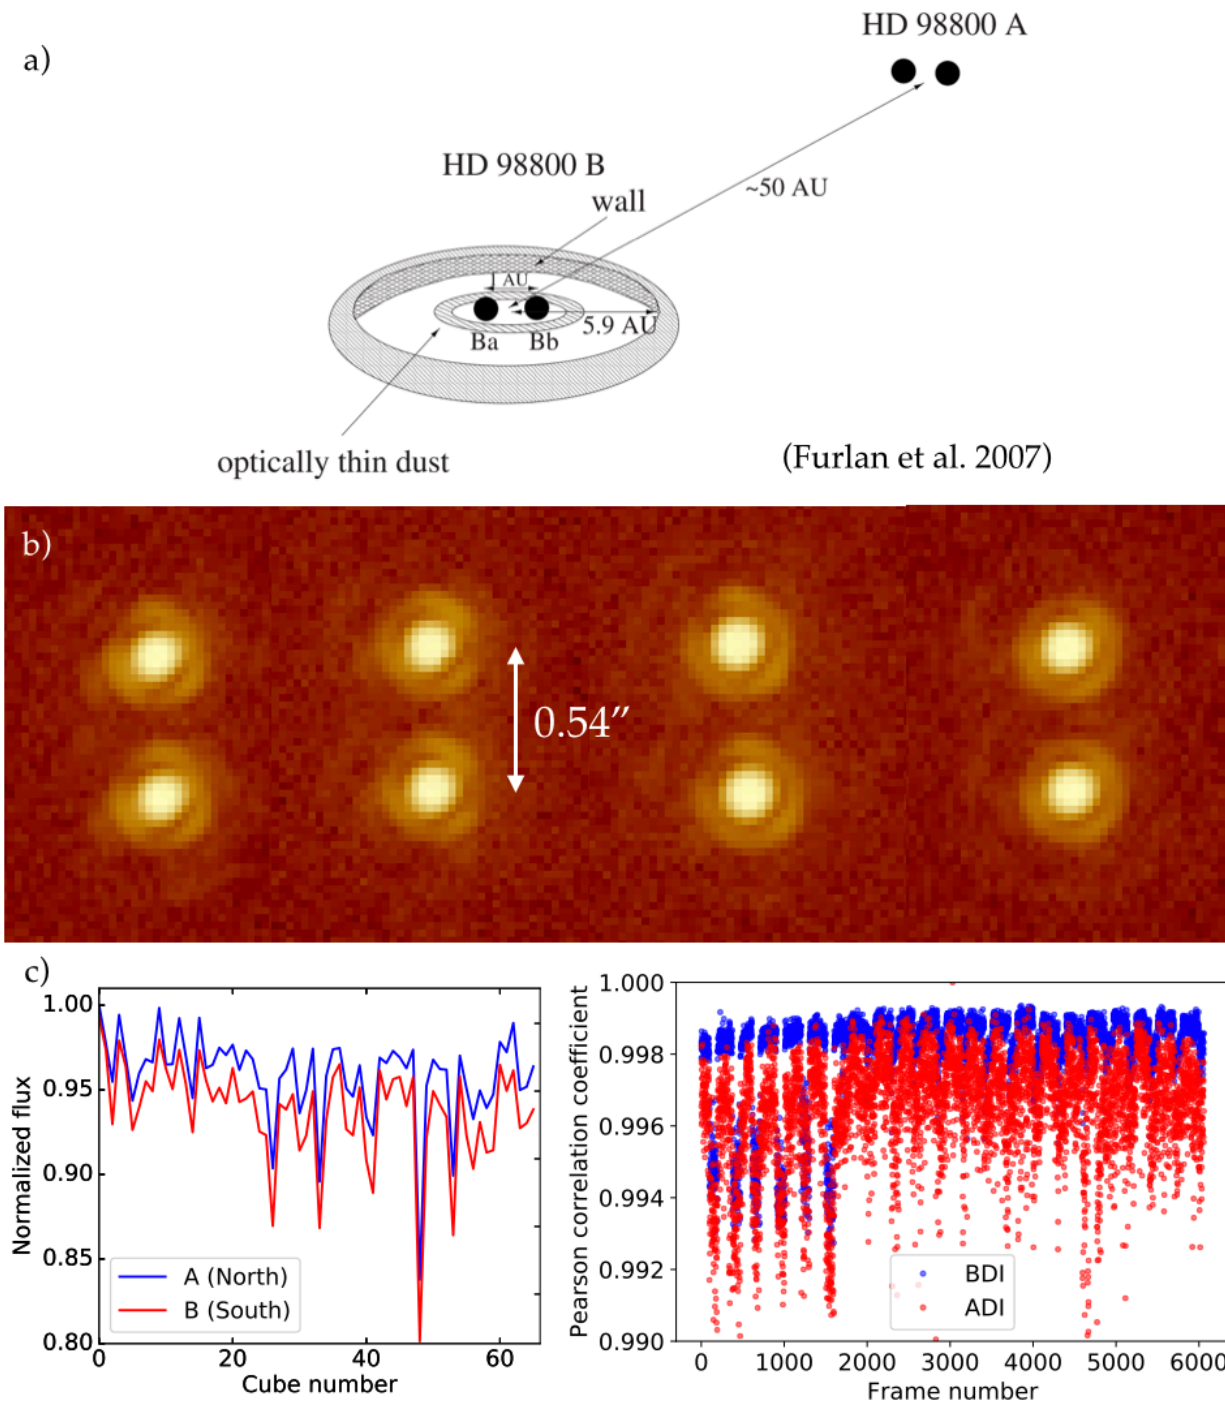 a)
HD 98800 A
HD 98800 B
wall
~50 AU
1 AU
5.9 AU
Ba Bb
optically thin dust
(Furlan et al. 2007)
b)
0.54″
c)
Normalized flux
1.00
0.95
0.90
0.85
0.80
A (North)
B (South)
0 20 40 60
Cube number
Pearson correlation coefficient
1.000
0.998
0.996
0.994
0.992
0.990
BDI
ADI
0 1000 2000 3000 4000 5000 6000
Frame number